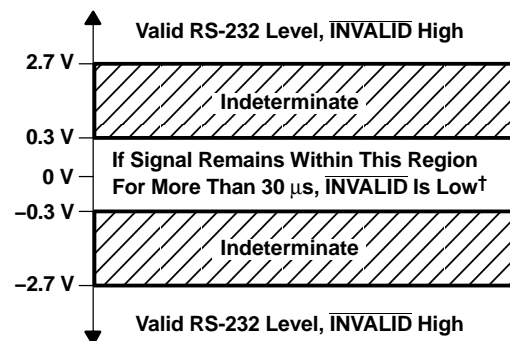 Valid RS-232 Level, INVALID High
2.7 V
Indeterminate
0.3 V
If Signal Remains Within This Region
0 V
For More Than 30 μs, INVALID Is Low†
−0.3 V
Indeterminate
−2.7 V
Valid RS-232 Level, INVALID High